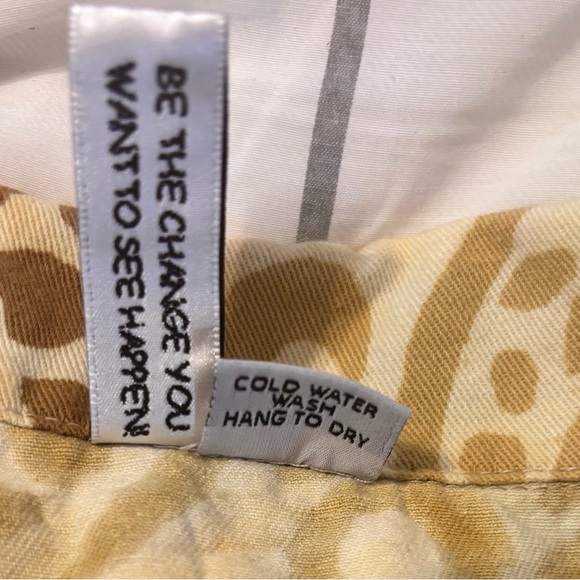 BE THE CHANGE YOU
WANT TO SEE HAPPEN!
COLD WATER
WASH
HANG TO DRY